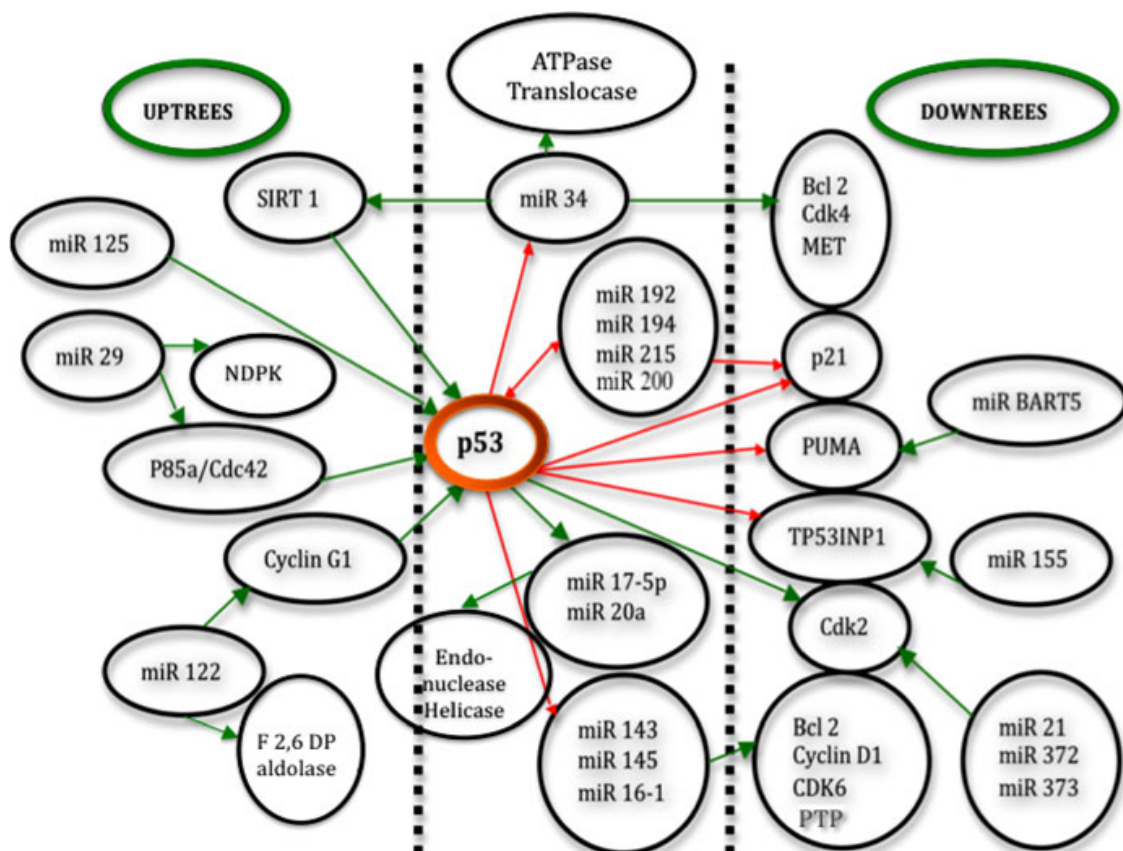 ATPase
Translocase
UPTREES
DOWNTREES
SIRT 1
miR 34
Bcl 2
Cdk4
MET
miR 125
miR 192
miR 194
miR 215
miR 200
miR 29
NDPK
p21
miR BART5
p53
PUMA
P85a/Cdc42
TP53INP1
Cyclin G1
miR 155
miR 17-5p
miR 20a
Cdk2
miR 122
Endo-
nuclease
Helicase
F 2,6 DP
aldolase
miR 143
miR 145
miR 16-1
Bcl 2
Cyclin D1
CDK6
PTP
miR 21
miR 372
miR 373